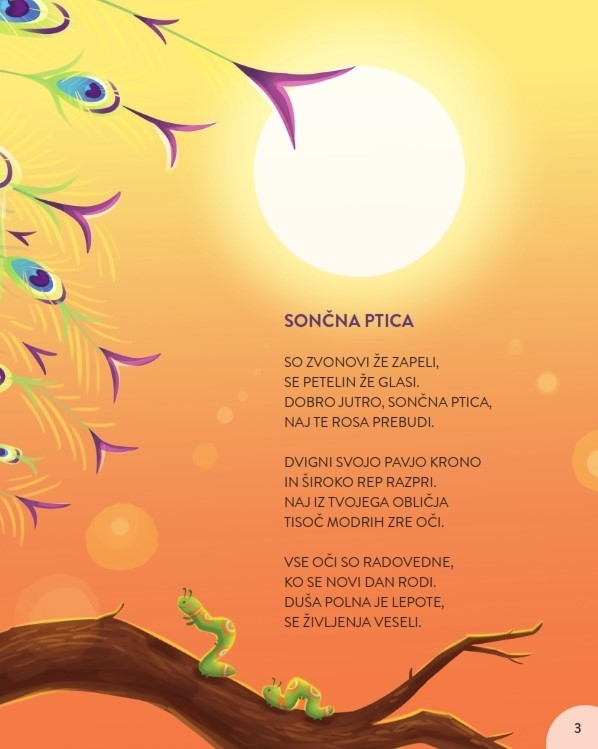 SONČNA PTICA
SO ZVONOVI ŽE ZAPELI,
SE PETELIN ŽE GLASI.
DOBRO JUTRO, SONČNA PTICA,
NAJ TE ROSA PREBUDI.
DVIGNI SVOJO PAVJO KRONO
IN ŠIROKO REP RAZPRI.
NAJ IZ TVOJEGA OBLIČJA
TISOČ MODRIH ZRE OČI.
VSE OČI SO RADOVEDNE,
KO SE NOVI DAN RODI.
DUŠA POLNA JE LEPOTE,
SE ŽIVLJENJA VESELI.
3